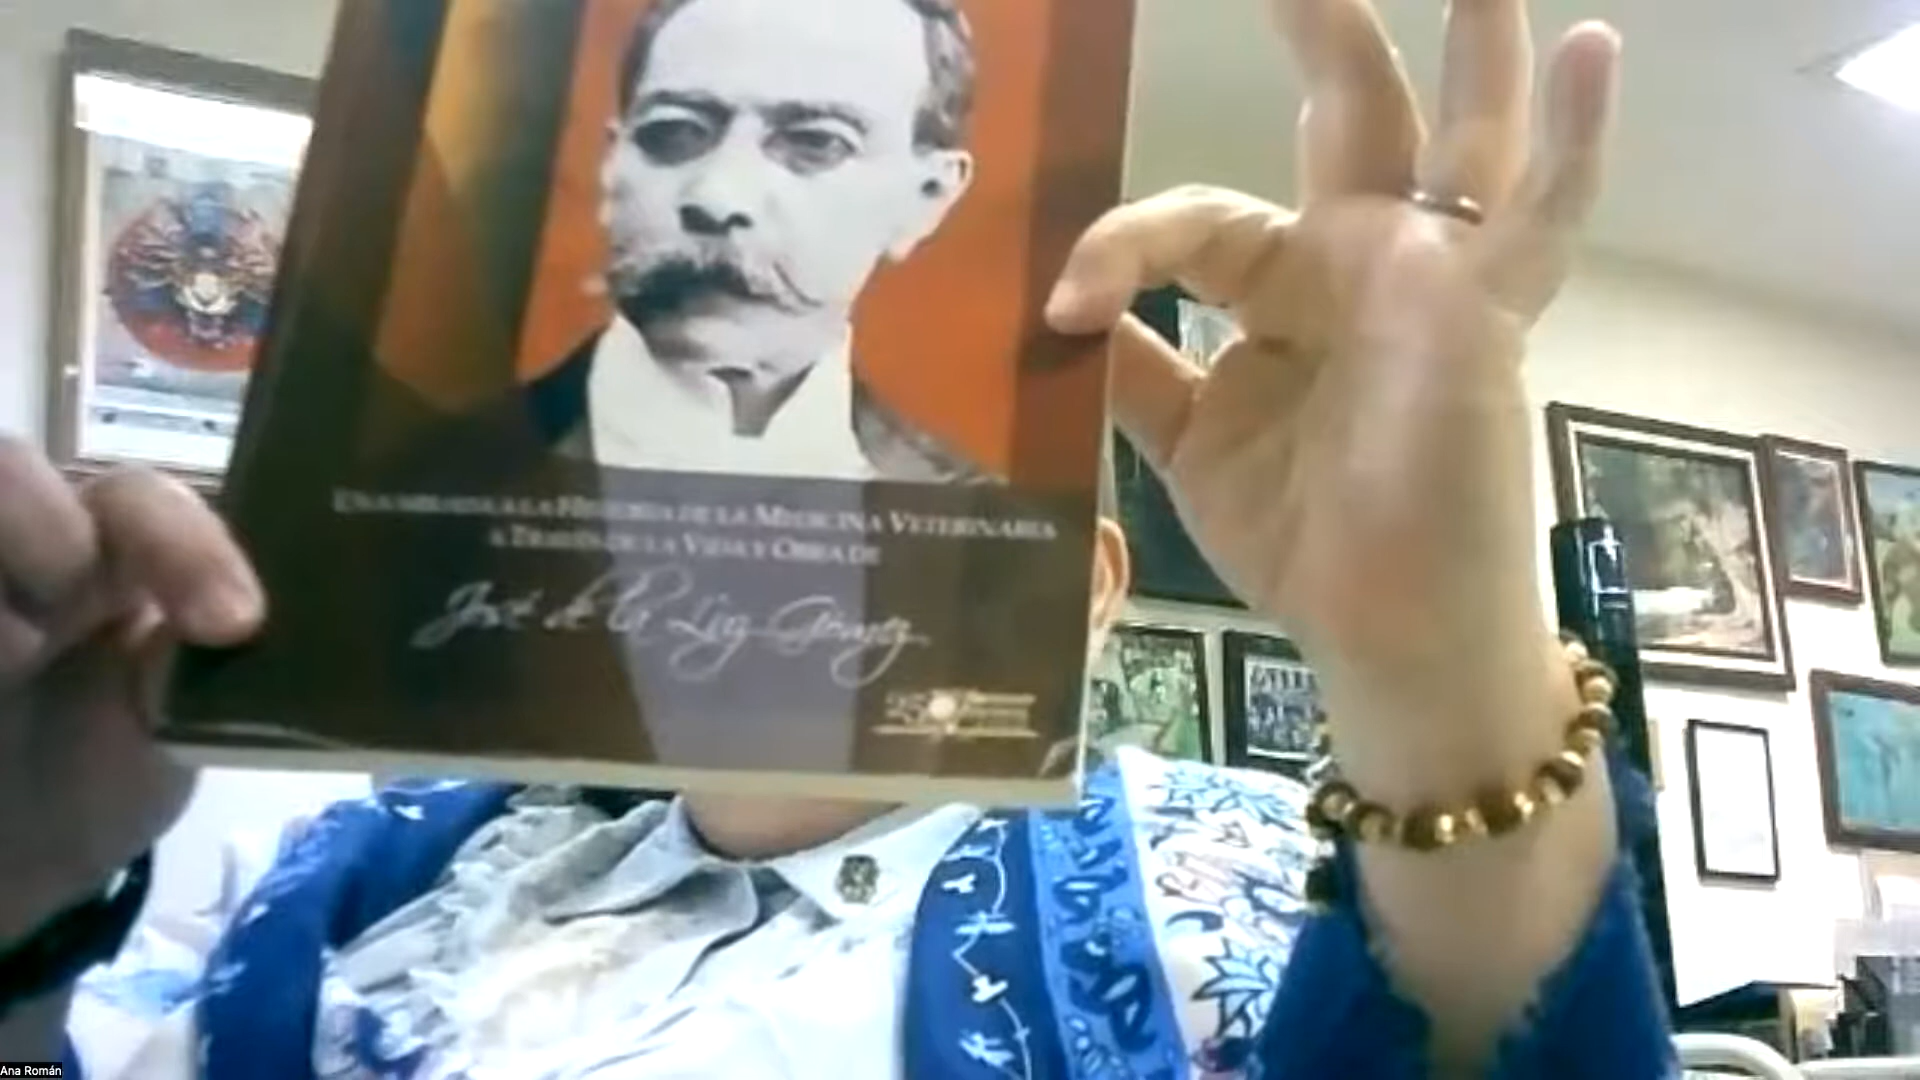 Una mirada a la Historia de la Medicina Veterinaria
a Través de la Vida y Obra de
José de la Luz Gómez
Ana Román